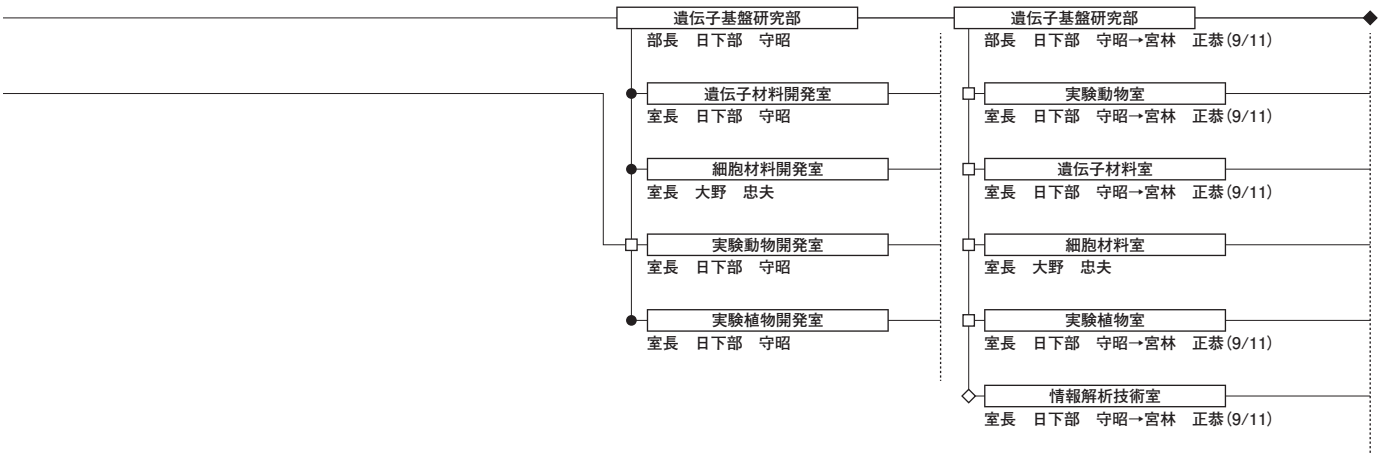 遺伝子基盤研究部
部長　日下部　守昭
遺伝子材料開発室
室長　日下部　守昭
細胞材料開発室
室長　大野　忠夫
実験動物開発室
室長　日下部　守昭
実験植物開発室
室長　日下部　守昭
遺伝子基盤研究部
部長　日下部　守昭→宮林　正恭(9/11)
実験動物室
室長　日下部　守昭→宮林　正恭(9/11)
遺伝子材料室
室長　日下部　守昭→宮林　正恭(9/11)
細胞材料室
室長　大野　忠夫
実験植物室
室長　日下部　守昭→宮林　正恭(9/11)
情報解析技術室
室長　日下部　守昭→宮林　正恭(9/11)